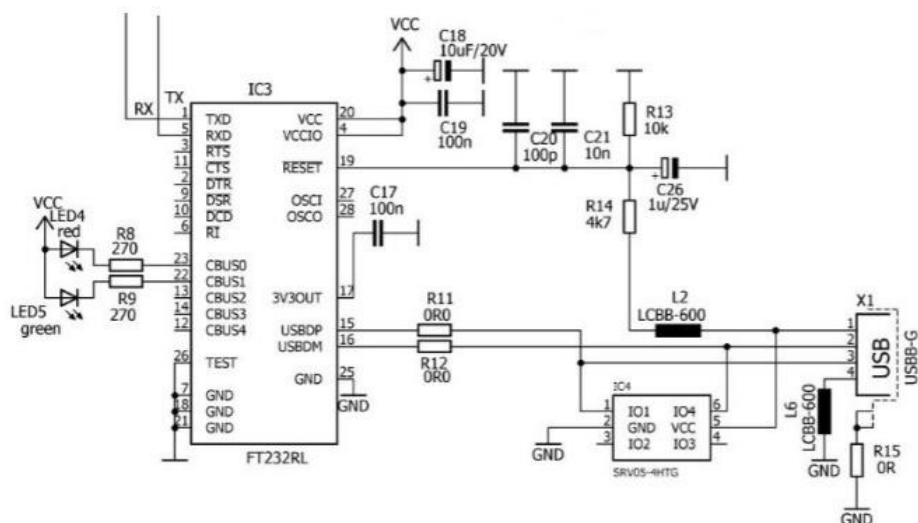 VCC
C18
10uF/20V
C19
100n
IC3
TX
RX
1
TXD
5
RXD
3
RTS
11
CTS
2
DTR
9
DSR
10
DCD
6
RI
23
CBUS0
22
CBUS1
13
CBUS2
14
CBUS3
12
CBUS4
26
TEST
7
GND
18
GND
21
GND
VCC
20
VCCIO
4
RESET
19
OSCI
27
OSCO
28
3V3OUT
17
USBDP
15
USBDM
16
GND
25
GND
FT232RL
VCC
LED4
red
R8
270
LED5
green
R9
270
C17
100n
C20
100p
C21
10n
R13
10k
+
C26
1u/25V
+
R14
4k7
L2
LCBB-600
R11
0R0
R12
0R0
X1
1
2
3
4
USB
USBB-G
IC4
1
IO1
2
GND
3
IO2
IO4
6
VCC
5
IO3
4
SRV05-4HTG
GND
L6
LCBB-600
GND
R15
0R
GND